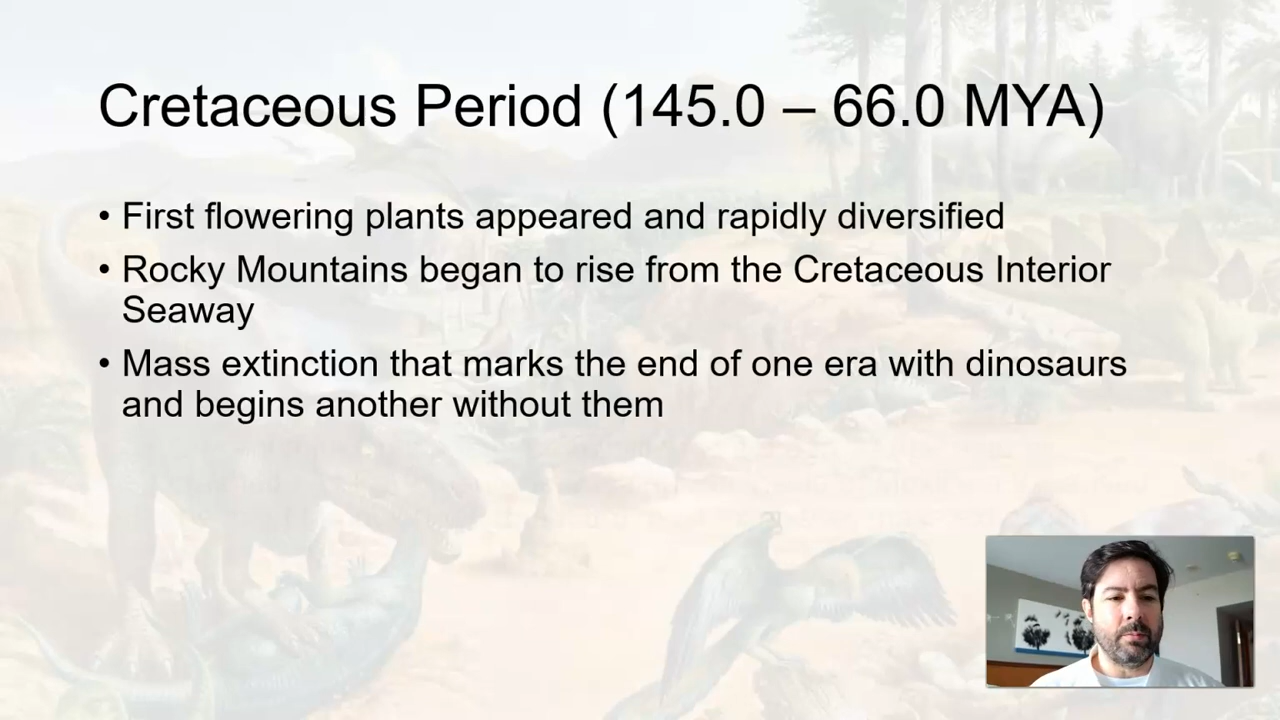 Cretaceous Period (145.0 – 66.0 MYA)
• First flowering plants appeared and rapidly diversified
• Rocky Mountains began to rise from the Cretaceous Interior
Seaway
• Mass extinction that marks the end of one era with dinosaurs
and begins another without them